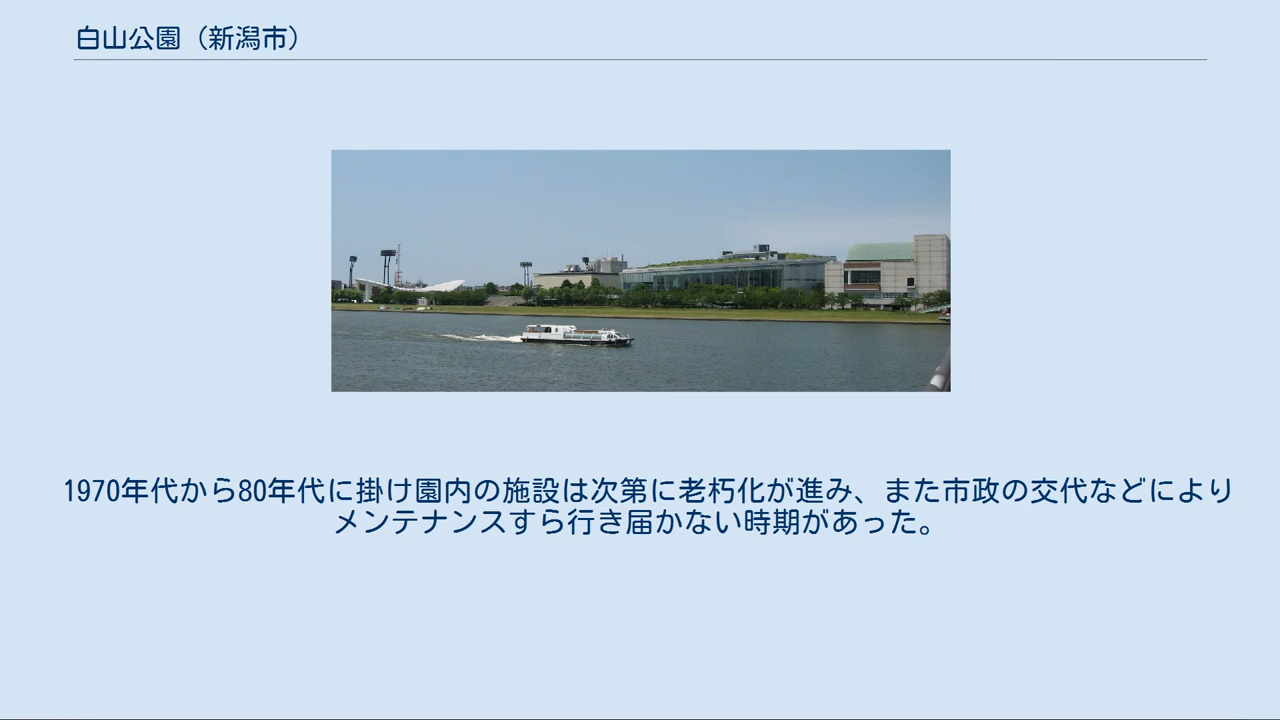 白山公園（新潟市）
1970年代から80年代に掛け園内の施設は次第に老朽化が進み、また市政の交代などにより
メンテナンスすら行き届かない時期があった。